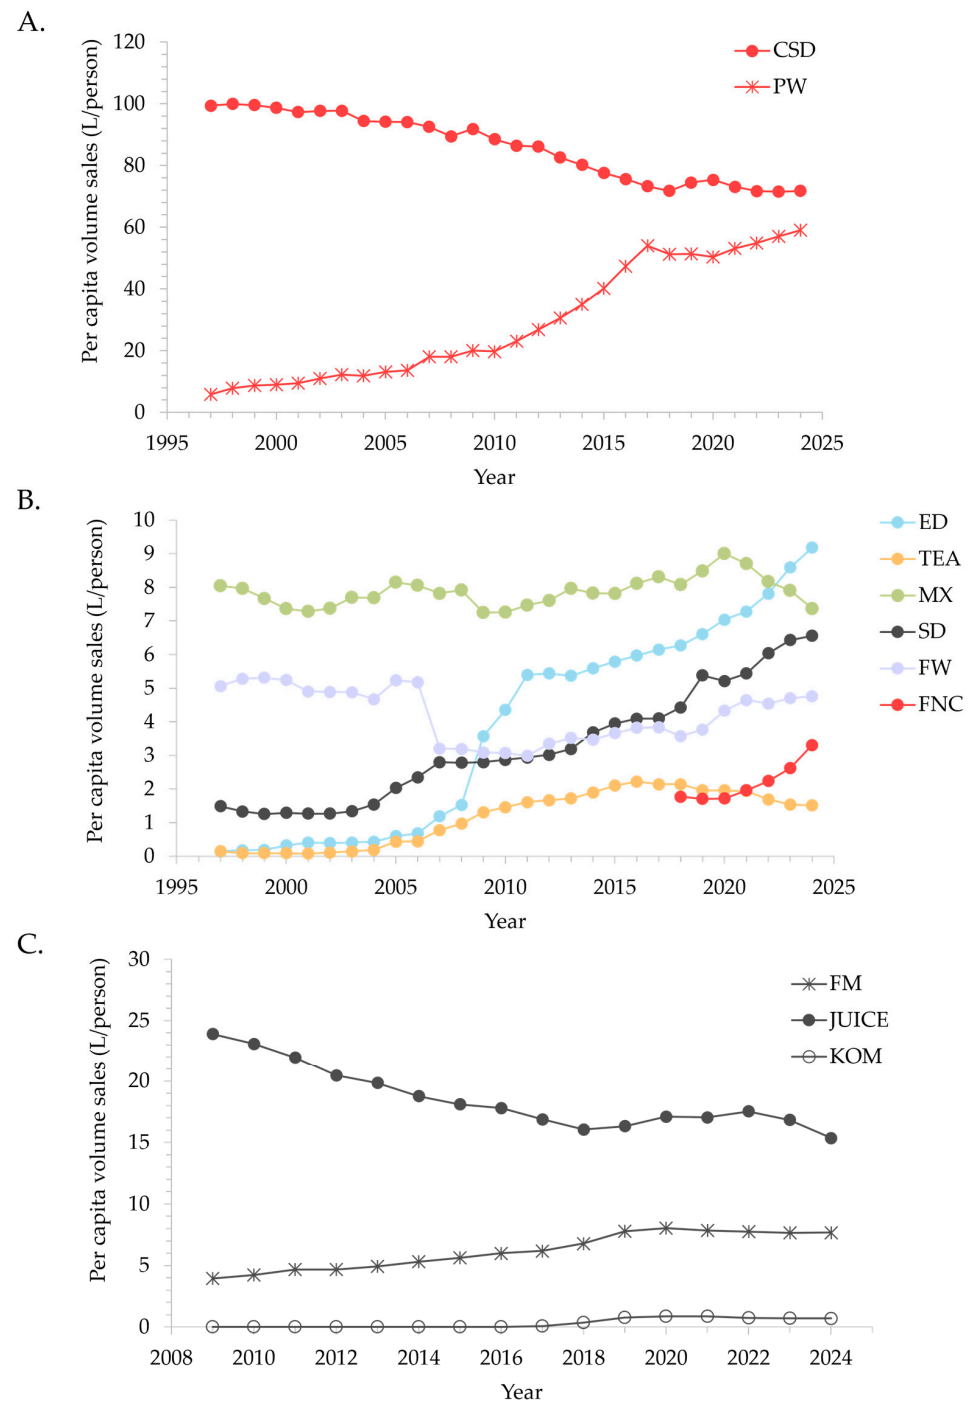 A.
Per capita volume sales (L/person)
120
100
80
60
40
20
0
1995 2000 2005 2010 2015 2020 2025
Year
CSD
PW
B.
Per capita volume sales (L/person)
10
9
8
7
6
5
4
3
2
1
0
1995 2000 2005 2010 2015 2020 2025
Year
ED
TEA
MX
SD
FW
FNC
C.
Per capita volume sales (L/person)
30
25
20
15
10
5
0
2008 2010 2012 2014 2016 2018 2020 2022 2024
Year
FM
JUICE
KOM